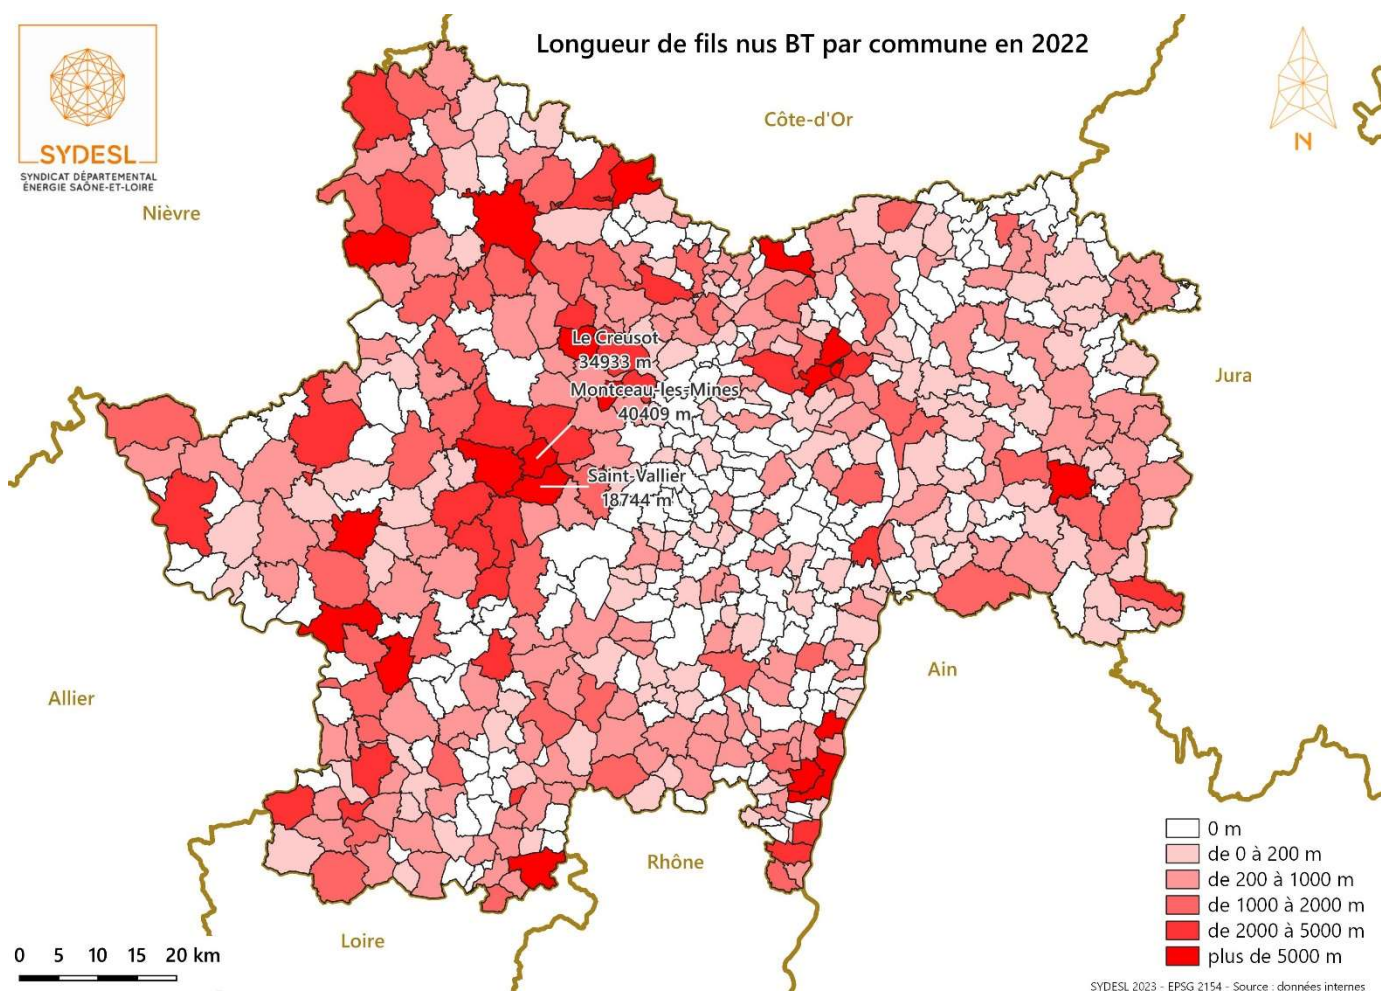 Longueur de fils nus BT par commune en 2022
SYDESL
SYNDICAT DÉPARTEMENTAL
ÉNERGIE SAÔNE-ET-LOIRE
N
Côte-d'Or
Nièvre
Le Creusot
34933 m
Montceau-les-Mines
40409 m
Jura
Saint-Vallier
18744 m
Ain
Allier
Rhône
Loire
0 m
de 0 à 200 m
de 200 à 1000 m
de 1000 à 2000 m
de 2000 à 5000 m
plus de 5000 m
0 5 10 15 20 km
SYDESL 2023 - EPSG 2154 - Source : données internes